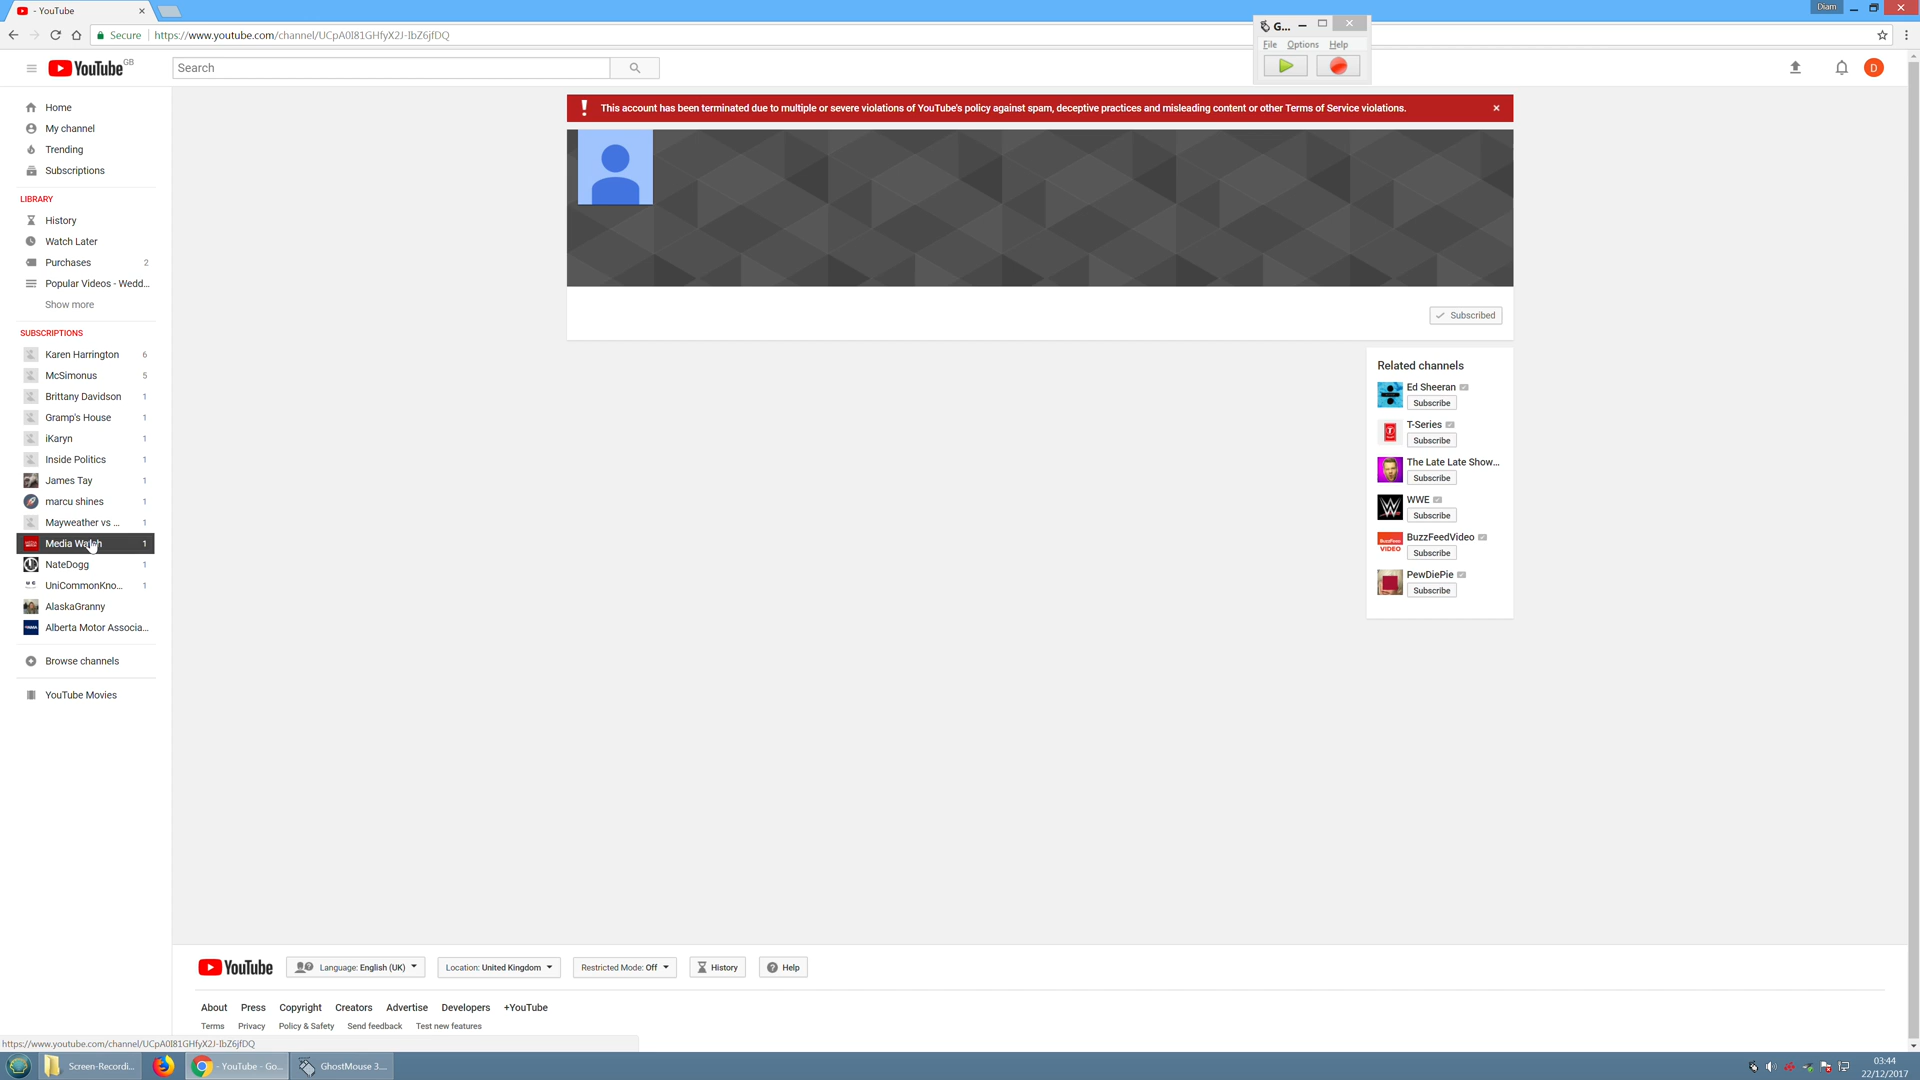 - YouTube
Diam
Secure
https://www.youtube.com/channel/UCpA0I81GHfyX2J-IbZ6jfDQ
G...
File Options Help
YouTube GB
Search
D
Home
My channel
Trending
Subscriptions
LIBRARY
History
Watch Later
Purchases 2
Popular Videos - Wedd...
Show more
SUBSCRIPTIONS
Karen Harrington 6
McSimonus 5
Brittany Davidson 1
Gramp's House 1
iKaryn 1
Inside Politics 1
James Tay 1
marcu shines 1
Mayweather vs ... 1
Media Watch 1
NateDogg 1
UniCommonKno... 1
AlaskaGranny
Alberta Motor Associa...
Browse channels
YouTube Movies
This account has been terminated due to multiple or severe violations of YouTube's policy against spam, deceptive practices and misleading content or other Terms of Service violations.
Subscribed
Related channels
Ed Sheeran
Subscribe
T-Series
Subscribe
The Late Late Show...
Subscribe
WWE
Subscribe
BuzzFeedVideo
Subscribe
PewDiePie
Subscribe
YouTube
Language: English (UK)
Location: United Kingdom
Restricted Mode: Off
History
Help
About Press Copyright Creators Advertise Developers +YouTube
Terms Privacy Policy & Safety Send feedback Test new features
https://www.youtube.com/channel/UCpA0I81GHfyX2J-IbZ6jfDQ
Screen-Recordi...
- YouTube - Go...
GhostMouse 3....
03:44
22/12/2017